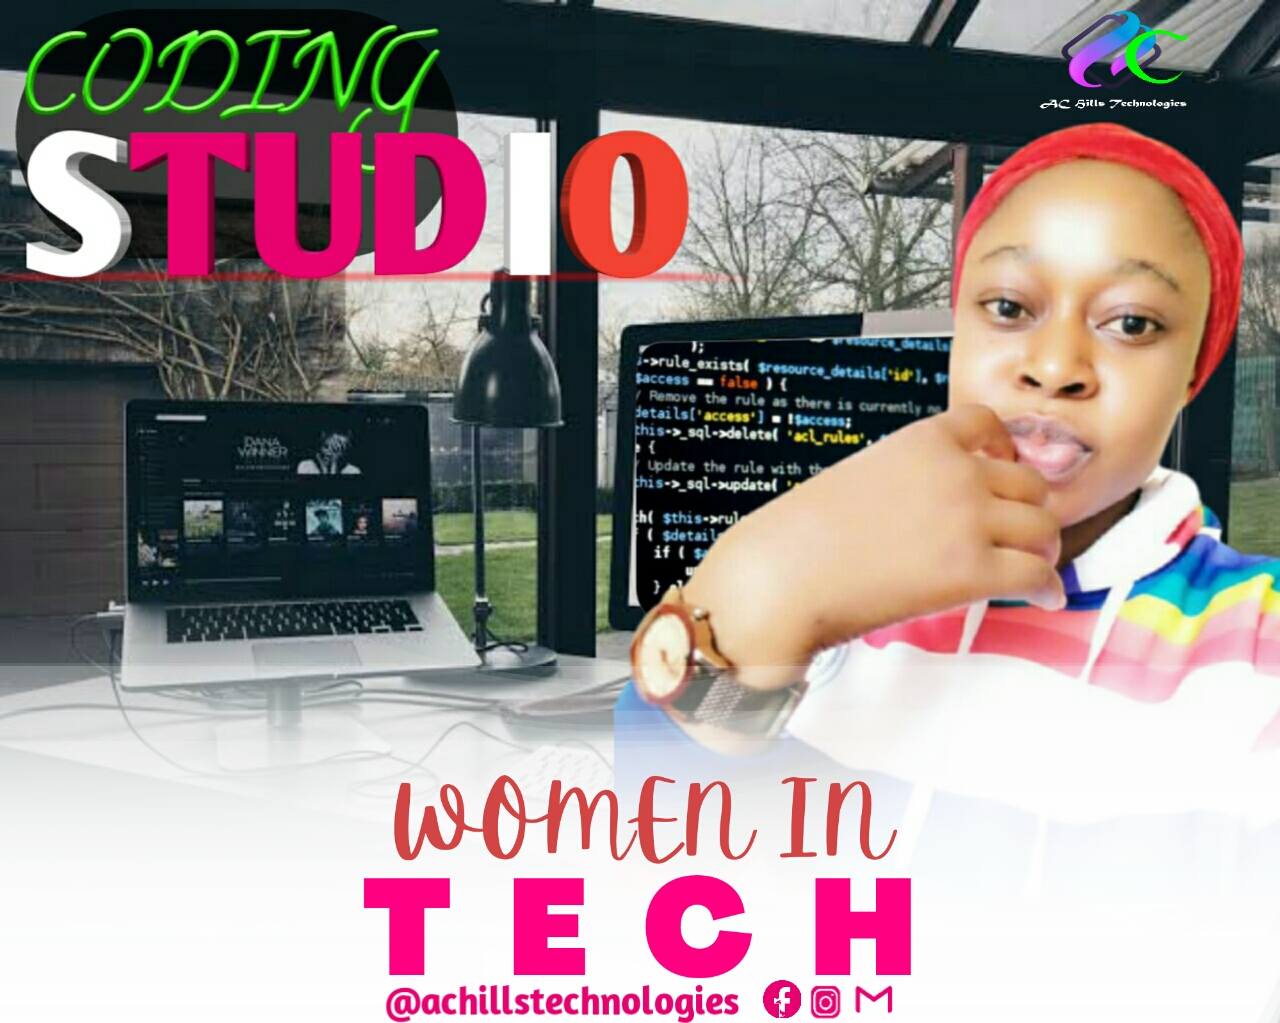 CODING
STUDIO
AC Hills Technologies
DANA
WINNER
);
->rule_exists( $resource_details['id'],
$access == false ) {
/ Remove the rule as there is currently no
details['access'] = !$access;
this->_sql->delete( 'acl_rules',
e {
/ Update the rule with th
this->_sql->update(
( $this->rul
( $detail
if (
WOMEN IN
TECH
@achillstechnologies